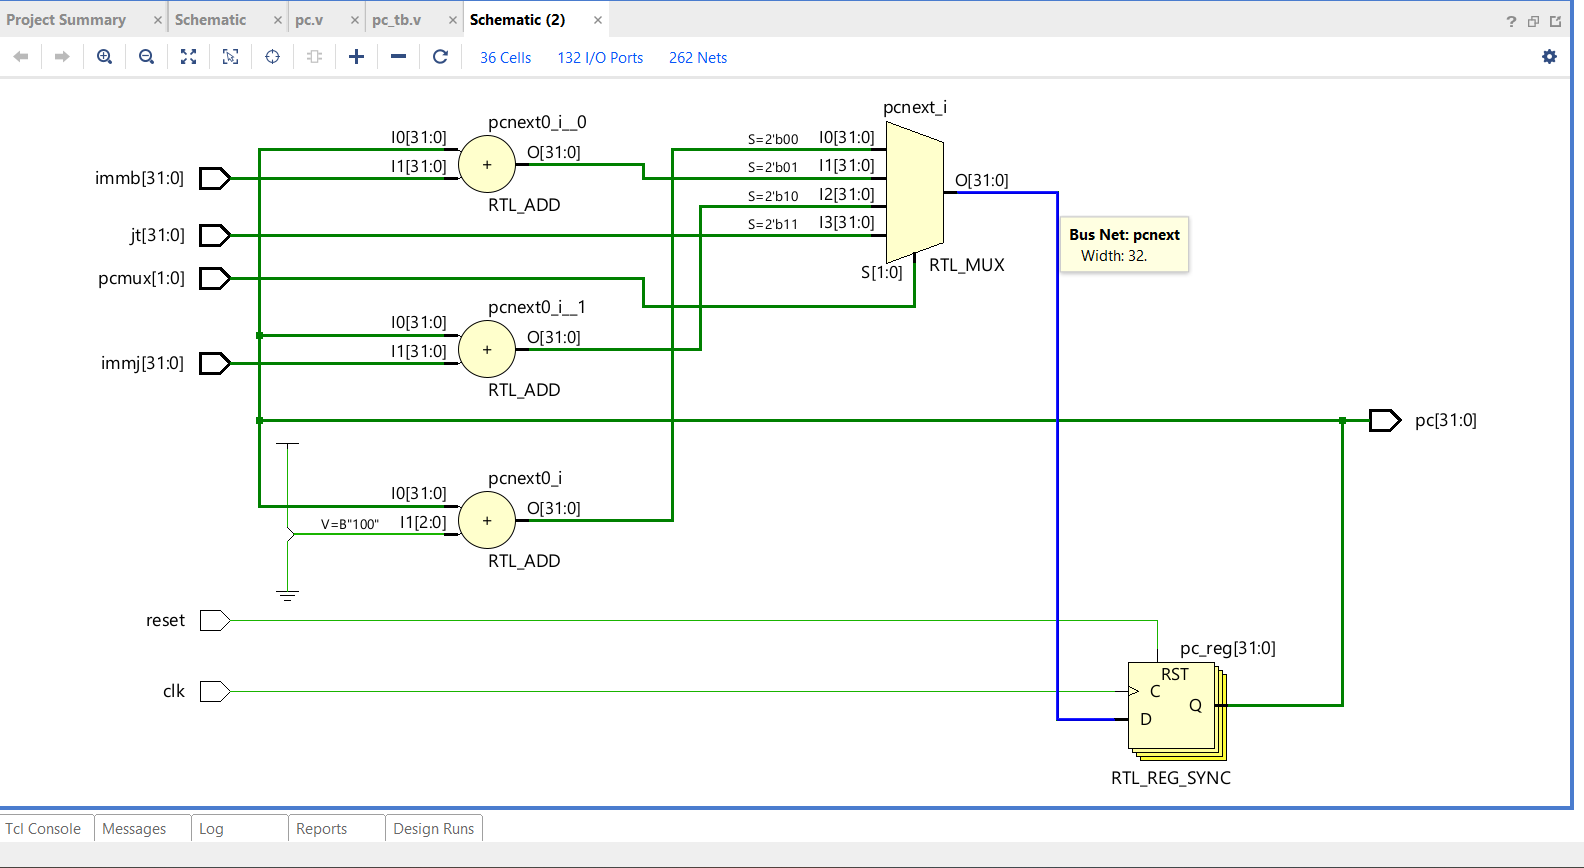 Project Summary × Schematic × pc.v × pc_tb.v × Schematic (2) × ?
36 Cells 132 I/O Ports 262 Nets
pcnext_i
pcnext0_i__0
I0[31:0]
O[31:0]
I1[31:0]
immb[31:0]
RTL_ADD
S=2'b00 I0[31:0]
S=2'b01 I1[31:0]
S=2'b10 I2[31:0]
S=2'b11 I3[31:0]
O[31:0]
jt[31:0]
Bus Net: pcnext
Width: 32.
S[1:0]
RTL_MUX
pcmux[1:0]
pcnext0_i__1
I0[31:0]
O[31:0]
I1[31:0]
immj[31:0]
RTL_ADD
pc[31:0]
pcnext0_i
I0[31:0]
O[31:0]
V=B"100" I1[2:0]
RTL_ADD
reset
pc_reg[31:0]
RST
clk
C
Q
D
RTL_REG_SYNC
Tcl Console Messages Log Reports Design Runs